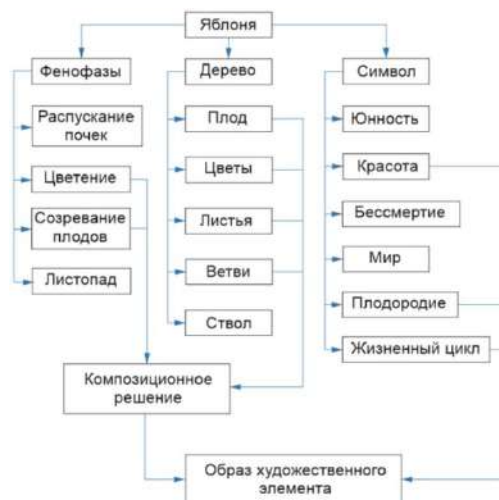 Яблоня
Фенофазы
Дерево
Символ
Распускание
почек
Плод
Юнность
Цветение
Цветы
Красота
Созревание
плодов
Листья
Бессмертие
Листопад
Ветви
Мир
Ствол
Плодородие
Жизненный цикл
Композиционное
решение
Образ художественного
элемента